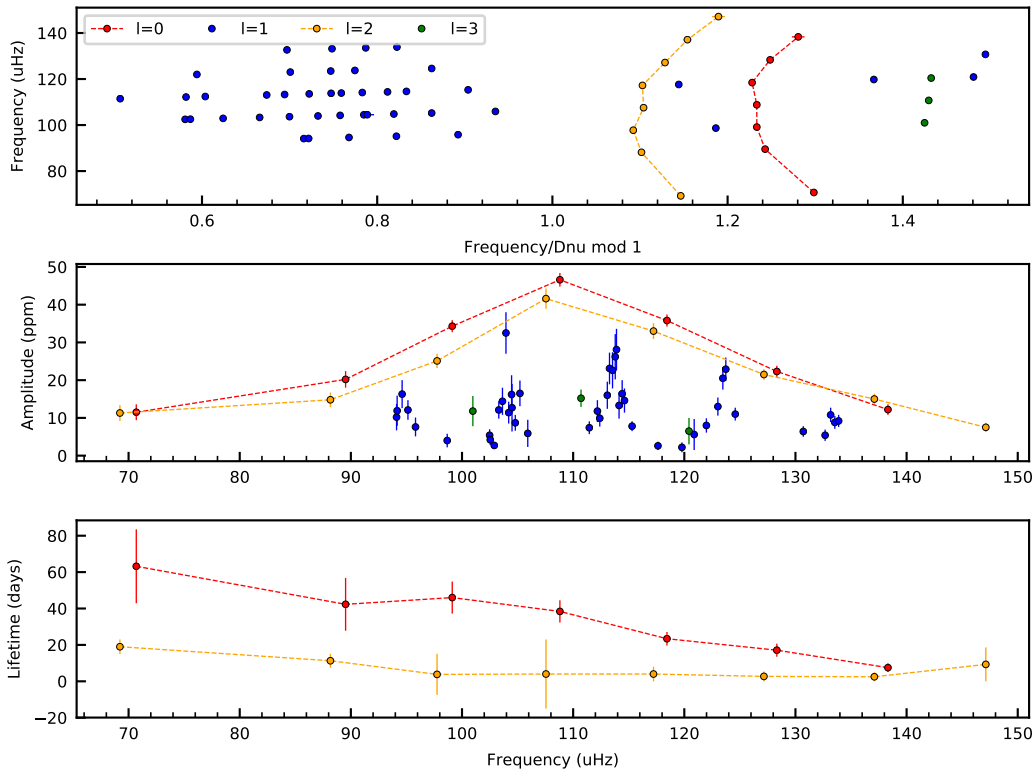 l=0 l=1 l=2 l=3
Frequency (uHz)
140
120
100
80
0.6 0.8 1.0 1.2 1.4
Frequency/Dnu mod 1
Amplitude (ppm)
50
40
30
20
10
0
70 80 90 100 110 120 130 140 150
Lifetime (days)
80
60
40
20
0
−20
70 80 90 100 110 120 130 140 150
Frequency (uHz)